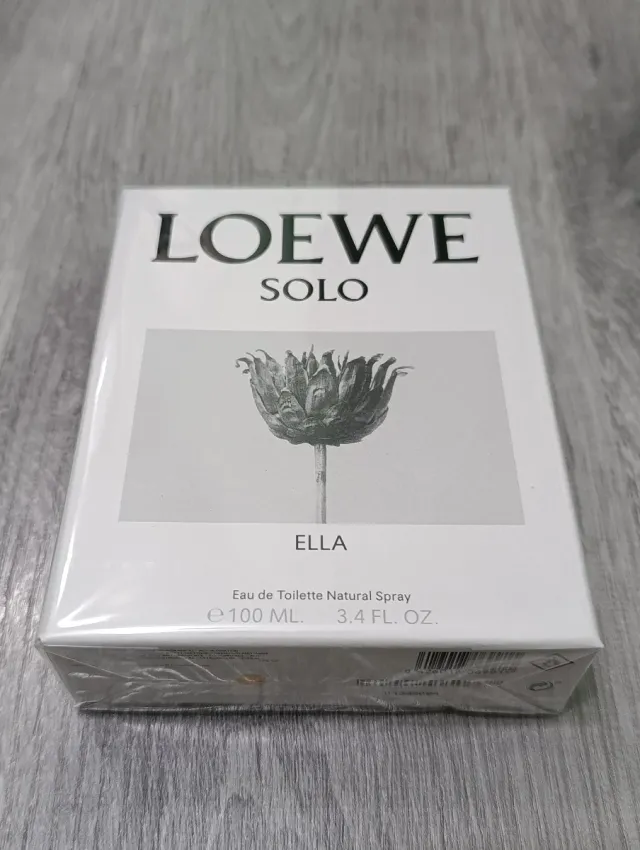 LOEWE
SOLO
ELLA
Eau de Toilette Natural Spray
℮ 100 ML. 3.4 FL. OZ.